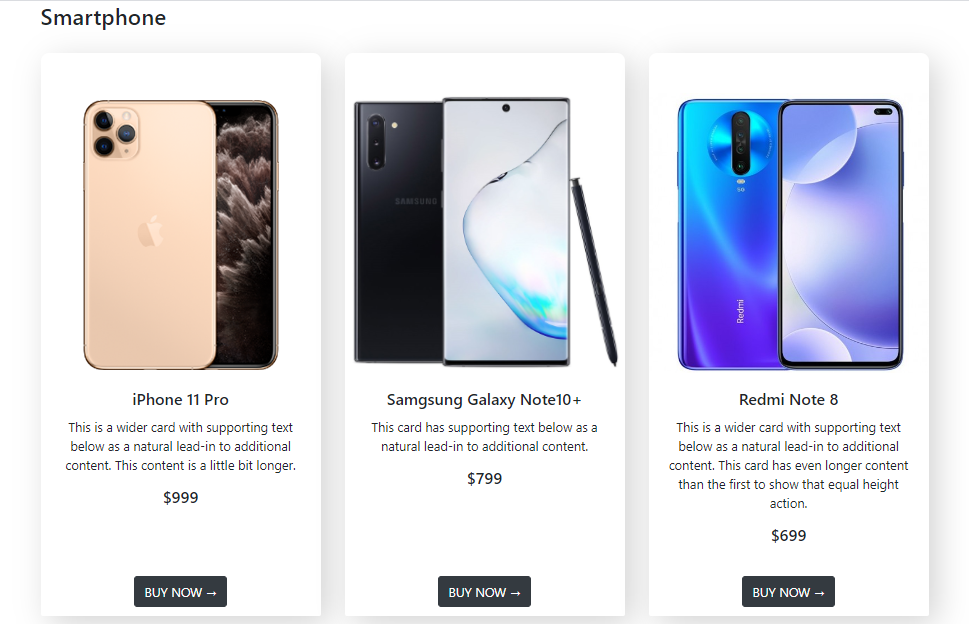 Smartphone
SAMSUNG
Redmi
5G
iPhone 11 Pro
This is a wider card with supporting text
below as a natural lead-in to additional
content. This content is a little bit longer.
$999
BUY NOW →
Samgsung Galaxy Note10+
This card has supporting text below as a
natural lead-in to additional content.
$799
BUY NOW →
Redmi Note 8
This is a wider card with supporting text
below as a natural lead-in to additional
content. This card has even longer content
than the first to show that equal height
action.
$699
BUY NOW →